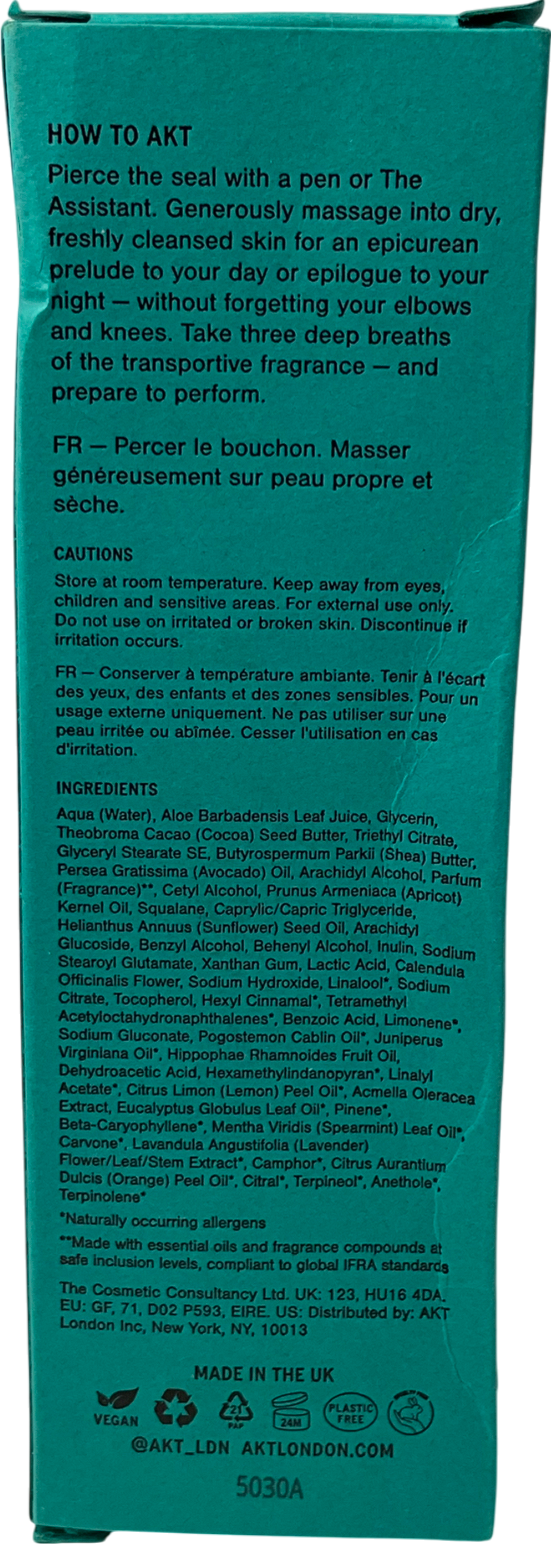 HOW TO AKT
Pierce the seal with a pen or The
Assistant. Generously massage into dry,
freshly cleansed skin for an epicurean
prelude to your day or epilogue to your
night — without forgetting your elbows
and knees. Take three deep breaths
of the transportive fragrance — and
prepare to perform.
FR — Percer le bouchon. Masser
généreusement sur peau propre et
sèche.
CAUTIONS
Store at room temperature. Keep away from eyes,
children and sensitive areas. For external use only.
Do not use on irritated or broken skin. Discontinue if
irritation occurs.
FR — Conserver à température ambiante. Tenir à l'écart
des yeux, des enfants et des zones sensibles. Pour un
usage externe uniquement. Ne pas utiliser sur une
peau irritée ou abîmée. Cesser l'utilisation en cas
d'irritation.
INGREDIENTS
Aqua (Water), Aloe Barbadensis Leaf Juice, Glycerin,
Theobroma Cacao (Cocoa) Seed Butter, Triethyl Citrate,
Glyceryl Stearate SE, Butyrospermum Parkii (Shea) Butter,
Persea Gratissima (Avocado) Oil, Arachidyl Alcohol, Parfum
(Fragrance)**, Cetyl Alcohol, Prunus Armeniaca (Apricot)
Kernel Oil, Squalane, Caprylic/Capric Triglyceride,
Helianthus Annuus (Sunflower) Seed Oil, Arachidyl
Glucoside, Benzyl Alcohol, Behenyl Alcohol, Inulin, Sodium
Stearoyl Glutamate, Xanthan Gum, Lactic Acid, Calendula
Officinalis Flower, Sodium Hydroxide, Linalool*, Sodium
Citrate, Tocopherol, Hexyl Cinnamal*, Tetramethyl
Acetyloctahydronaphthalenes*, Benzoic Acid, Limonene*,
Sodium Gluconate, Pogostemon Cablin Oil*, Juniperus
Virginiana Oil*, Hippophae Rhamnoides Fruit Oil,
Dehydroacetic Acid, Hexamethylindanopyran*, Linalyl
Acetate*, Citrus Limon (Lemon) Peel Oil*, Acmella Oleracea
Extract, Eucalyptus Globulus Leaf Oil*, Pinene*,
Beta-Caryophyllene*, Mentha Viridis (Spearmint) Leaf Oil*,
Carvone*, Lavandula Angustifolia (Lavender)
Flower/Leaf/Stem Extract*, Camphor*, Citrus Aurantium
Dulcis (Orange) Peel Oil*, Citral*, Terpineol*, Anethole*,
Terpinolene*
*Naturally occurring allergens
**Made with essential oils and fragrance compounds at
safe inclusion levels, compliant to global IFRA standards
The Cosmetic Consultancy Ltd. UK: 123, HU16 4DA.
EU: GF, 71, D02 P593, EIRE. US: Distributed by: AKT
London Inc, New York, NY, 10013
MADE IN THE UK
VEGAN
21
PAP
24M
PLASTIC
FREE
@AKT_LDN AKTLONDON.COM
5030A